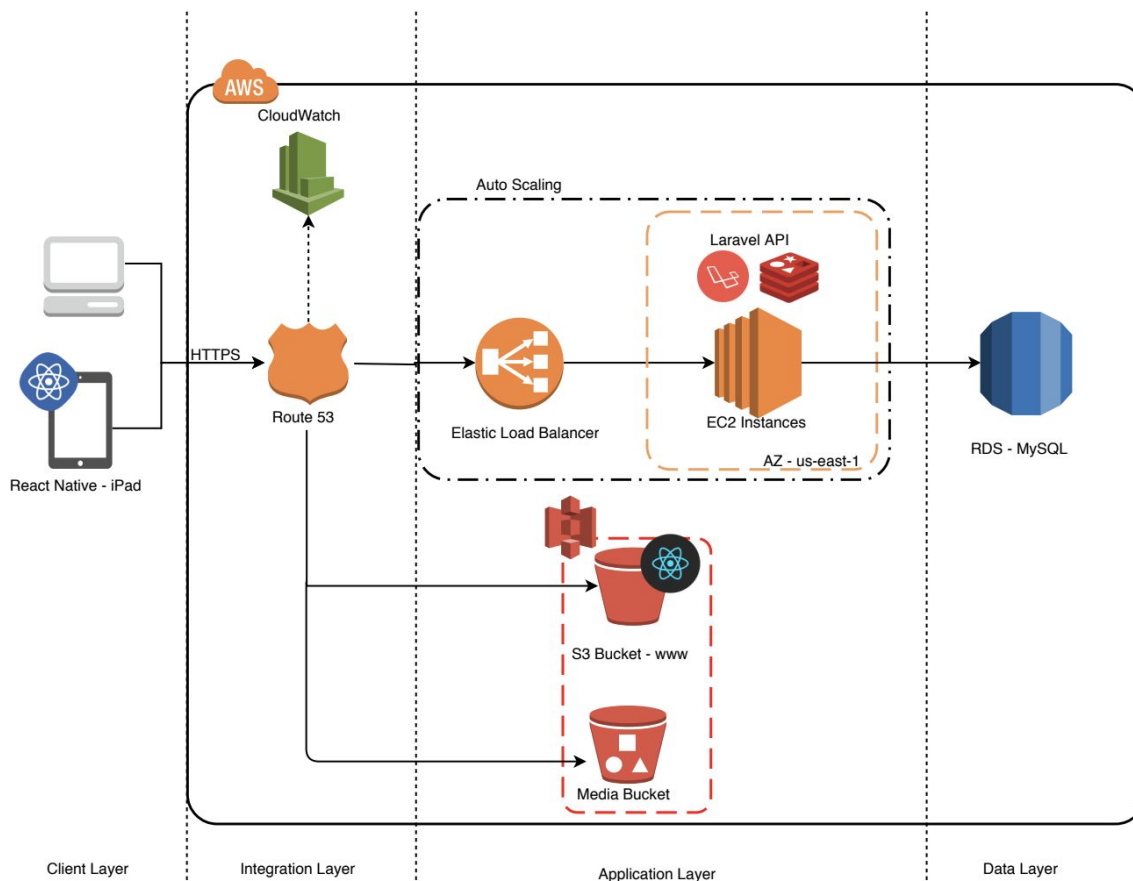 AWS
CloudWatch
Auto Scaling
Laravel API
HTTPS
Route 53
Elastic Load Balancer
EC2 Instances
AZ - us-east-1
RDS - MySQL
React Native - iPad
S3 Bucket - www
Media Bucket
Client Layer
Integration Layer
Application Layer
Data Layer